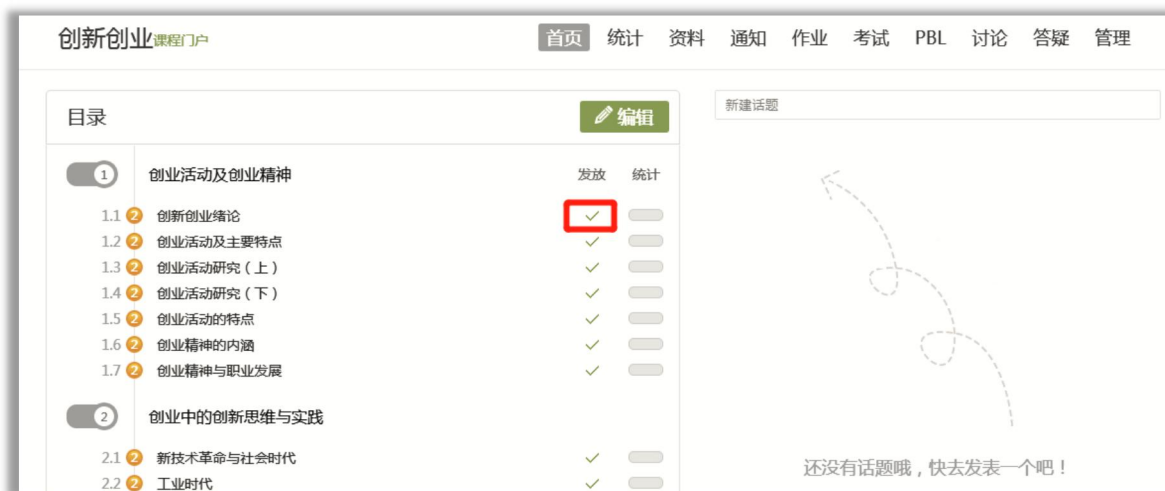 创新创业课程门户
首页 统计 资料 通知 作业 考试 PBL 讨论 答疑 管理
目录 编辑
1 创业活动及创业精神 发放 统计
1.1 2 创新创业绪论
1.2 2 创业活动及主要特点
1.3 2 创业活动研究（上）
1.4 2 创业活动研究（下）
1.5 2 创业活动的特点
1.6 2 创业精神的内涵
1.7 2 创业精神与职业发展
2 创业中的创新思维与实践
2.1 2 新技术革命与社会时代
2.2 2 工业时代
新建话题
还没有话题哦，快去发表一个吧！